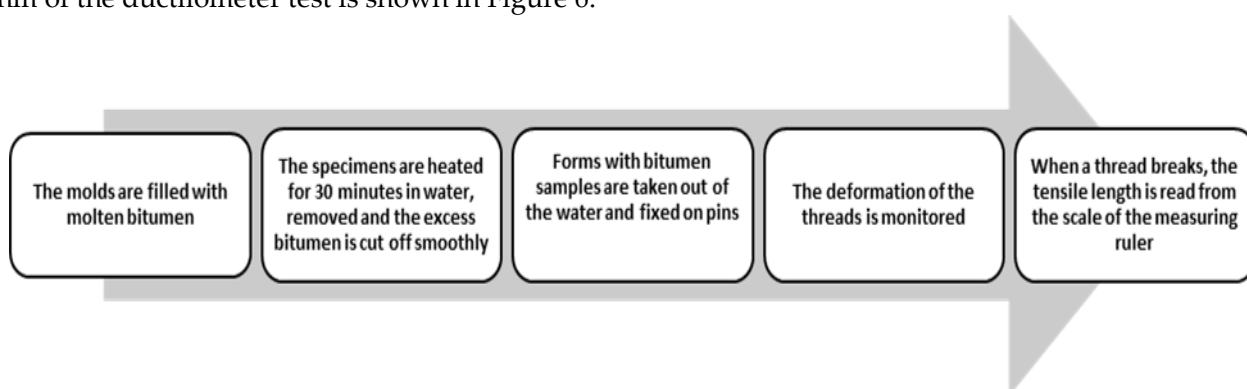 of the ductilometer test is shown in Figure 6.
The molds are filled with
molten bitumen
The specimens are heated
for 30 minutes in water,
removed and the excess
bitumen is cut off smoothly
Forms with bitumen
samples are taken out of
the water and fixed on pins
The deformation of the
threads is monitored
When a thread breaks, the
tensile length is read from
the scale of the measuring
ruler